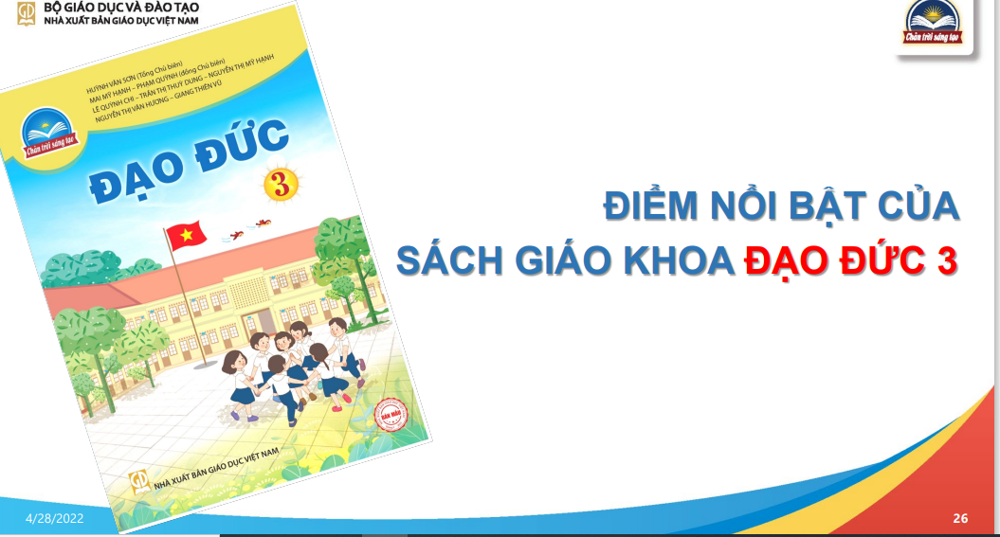 BỘ GIÁO DỤC VÀ ĐÀO TẠO
NHÀ XUẤT BẢN GIÁO DỤC VIỆT NAM
Chân trời sáng tạo
HUỲNH VĂN SƠN (Tổng Chủ biên)
MAI MỸ HẠNH – PHẠM QUỲNH (đồng Chủ biên)
LÊ QUỲNH CHI – TRẦN THỊ THUỲ DUNG – NGUYỄN THỊ MỸ HẠNH
NGUYỄN THỊ VÂN HƯƠNG – GIANG THIÊN VŨ
Chân trời sáng tạo
ĐẠO ĐỨC
3
BẢN MẪU
NHÀ XUẤT BẢN GIÁO DỤC VIỆT NAM
ĐIỂM NỔI BẬT CỦA
SÁCH GIÁO KHOA ĐẠO ĐỨC 3
4/28/2022
26